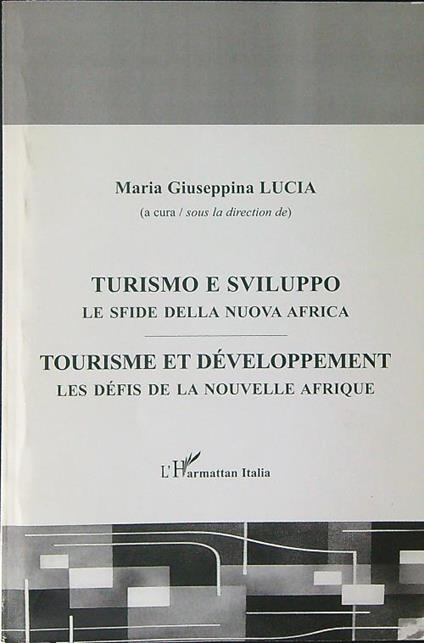 Maria Giuseppina LUCIA
(a cura / sous la direction de)
TURISMO E SVILUPPO
LE SFIDE DELLA NUOVA AFRICA
TOURISME ET DÉVELOPPEMENT
LES DÉFIS DE LA NOUVELLE AFRIQUE
L'Harmattan Italia